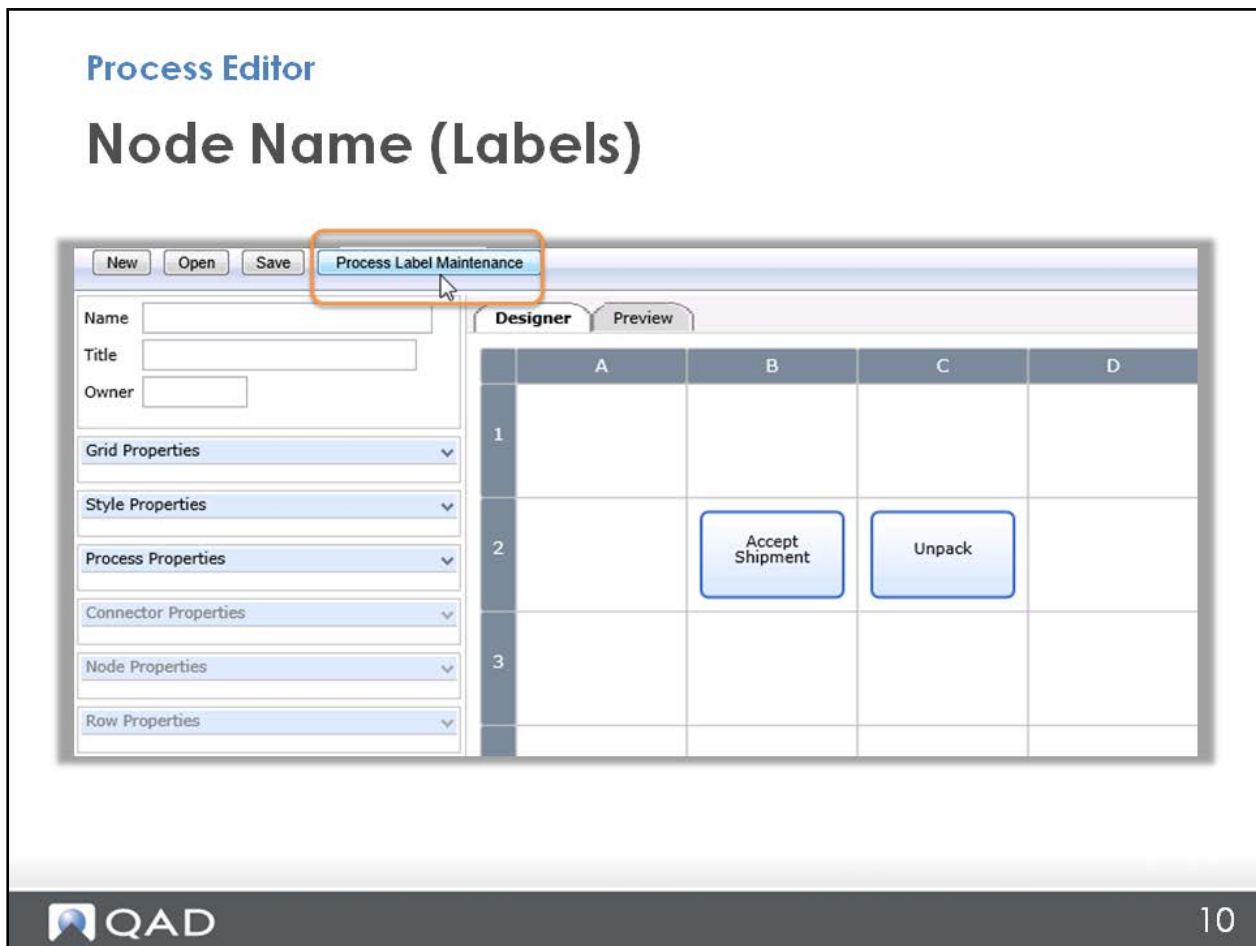 Process Editor
Node Name (Labels)
New Open Save Process Label Maintenance
Name
Title
Owner
Grid Properties
Style Properties
Process Properties
Connector Properties
Node Properties
Row Properties
Designer Preview
A B C D
1
2
Accept
Shipment
Unpack
3
QAD
10